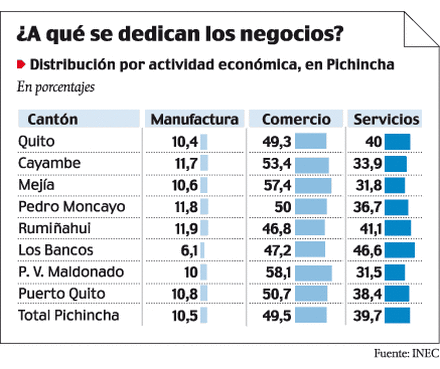 ¿A qué se dedican los negocios?
Distribución por actividad económica, en Pichincha
En porcentajes
Cantón Manufactura Comercio Servicios
Quito 10,4 49,3 40
Cayambe 11,7 53,4 33,9
Mejía 10,6 57,4 31,8
Pedro Moncayo 11,8 50 36,7
Rumiñahui 11,9 46,8 41,1
Los Bancos 6,1 47,2 46,6
P. V. Maldonado 10 58,1 31,5
Puerto Quito 10,8 50,7 38,4
Total Pichincha 10,5 49,5 39,7
Fuente: INEC